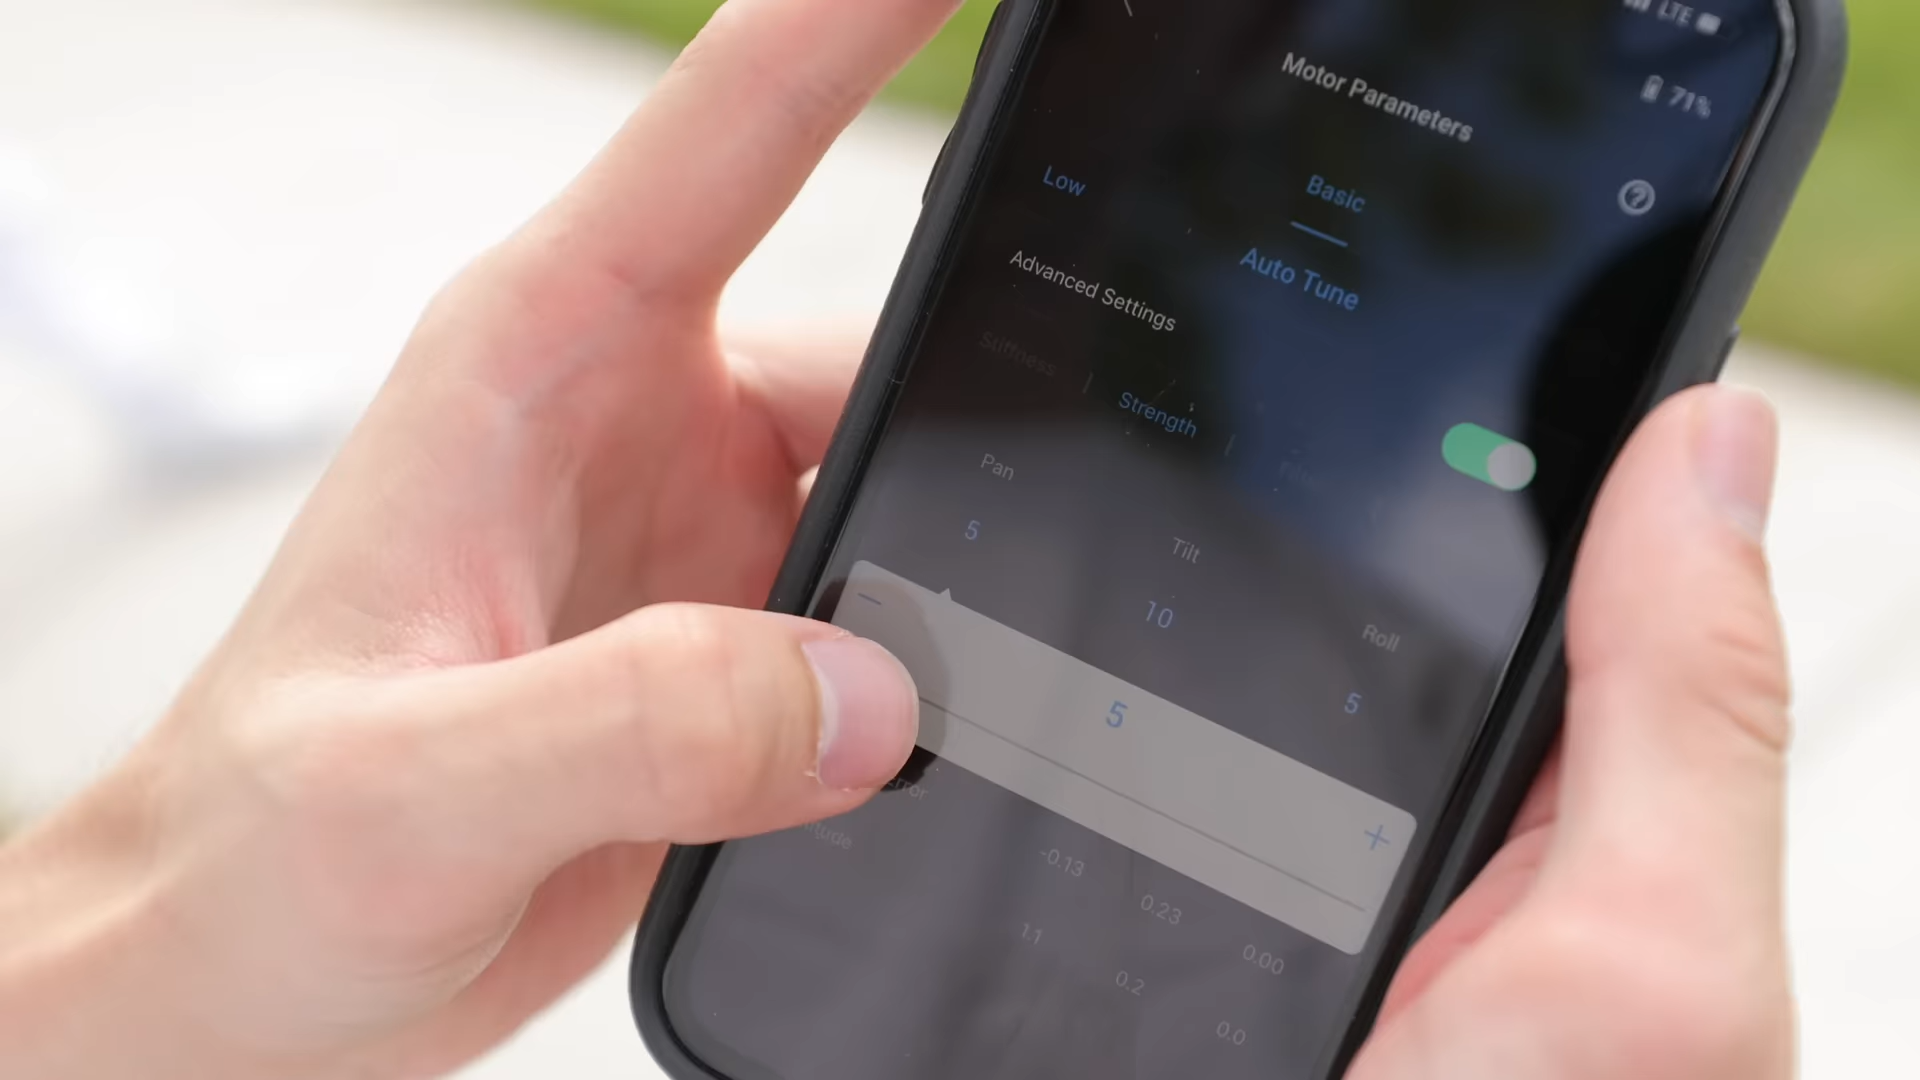 LTE
71%
Motor Parameters
Low
Basic
Auto Tune
Advanced Settings
Stiffness | Strength |
Pan Tilt Roll
5 10 5
− 5 +
-0.13 0.23 0.00
1.1 0.2 0.0